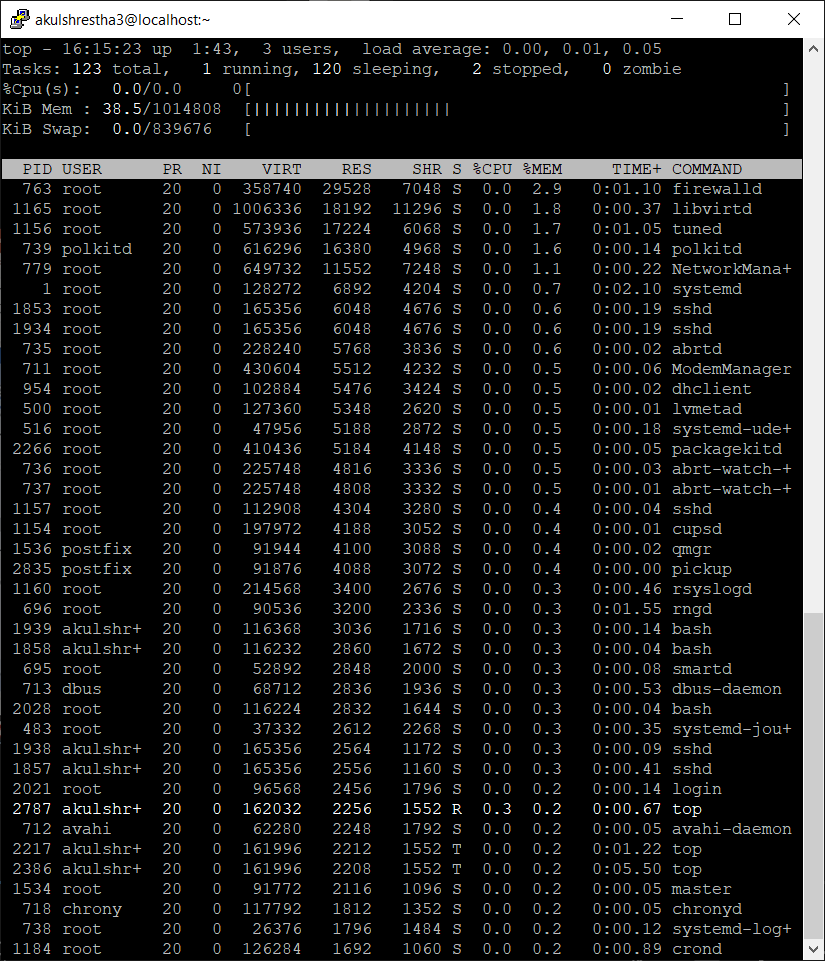 akulshrestha3@localhost:~
top - 16:15:23 up  1:43,  3 users,  load average: 0.00, 0.01, 0.05
Tasks: 123 total,   1 running, 120 sleeping,   2 stopped,   0 zombie
%Cpu(s):   0.0/0.0     0[                                                     ]
KiB Mem : 38.5/1014808  [||||||||||||||||||||                                 ]
KiB Swap:  0.0/839676   [                                                     ]
  PID USER      PR  NI    VIRT    RES    SHR S %CPU %MEM     TIME+ COMMAND
  763 root      20   0  358740  29528   7048 S  0.0  2.9   0:01.10 firewalld
 1165 root      20   0 1006336  18192  11296 S  0.0  1.8   0:00.37 libvirtd
 1156 root      20   0  573936  17224   6068 S  0.0  1.7   0:01.05 tuned
  739 polkitd   20   0  616296  16380   4968 S  0.0  1.6   0:00.14 polkitd
  779 root      20   0  649732  11552   7248 S  0.0  1.1   0:00.22 NetworkMana+
    1 root      20   0  128272   6892   4204 S  0.0  0.7   0:02.10 systemd
 1853 root      20   0  165356   6048   4676 S  0.0  0.6   0:00.19 sshd
 1934 root      20   0  165356   6048   4676 S  0.0  0.6   0:00.19 sshd
  735 root      20   0  228240   5768   3836 S  0.0  0.6   0:00.02 abrtd
  711 root      20   0  430604   5512   4232 S  0.0  0.5   0:00.06 ModemManager
  954 root      20   0  102884   5476   3424 S  0.0  0.5   0:00.02 dhclient
  500 root      20   0  127360   5348   2620 S  0.0  0.5   0:00.01 lvmetad
  516 root      20   0   47956   5188   2872 S  0.0  0.5   0:00.18 systemd-ude+
 2266 root      20   0  410436   5184   4148 S  0.0  0.5   0:00.05 packagekitd
  736 root      20   0  225748   4816   3336 S  0.0  0.5   0:00.03 abrt-watch-+
  737 root      20   0  225748   4808   3332 S  0.0  0.5   0:00.01 abrt-watch-+
 1157 root      20   0  112908   4304   3280 S  0.0  0.4   0:00.04 sshd
 1154 root      20   0  197972   4188   3052 S  0.0  0.4   0:00.01 cupsd
 1536 postfix   20   0   91944   4100   3088 S  0.0  0.4   0:00.02 qmgr
 2835 postfix   20   0   91876   4088   3072 S  0.0  0.4   0:00.00 pickup
 1160 root      20   0  214568   3400   2676 S  0.0  0.3   0:00.46 rsyslogd
  696 root      20   0   90536   3200   2336 S  0.0  0.3   0:01.55 rngd
 1939 akulshr+  20   0  116368   3036   1716 S  0.0  0.3   0:00.14 bash
 1858 akulshr+  20   0  116232   2860   1672 S  0.0  0.3   0:00.04 bash
  695 root      20   0   52892   2848   2000 S  0.0  0.3   0:00.08 smartd
  713 dbus      20   0   68712   2836   1936 S  0.0  0.3   0:00.53 dbus-daemon
 2028 root      20   0  116224   2832   1644 S  0.0  0.3   0:00.04 bash
  483 root      20   0   37332   2612   2268 S  0.0  0.3   0:00.35 systemd-jou+
 1938 akulshr+  20   0  165356   2564   1172 S  0.0  0.3   0:00.09 sshd
 1857 akulshr+  20   0  165356   2556   1160 S  0.0  0.3   0:00.41 sshd
 2021 root      20   0   96568   2456   1796 S  0.0  0.2   0:00.14 login
 2787 akulshr+  20   0  162032   2256   1552 R  0.3  0.2   0:00.67 top
  712 avahi     20   0   62280   2248   1792 S  0.0  0.2   0:00.05 avahi-daemon
 2217 akulshr+  20   0  161996   2212   1552 T  0.0  0.2   0:01.22 top
 2386 akulshr+  20   0  161996   2208   1552 T  0.0  0.2   0:05.50 top
 1534 root      20   0   91772   2116   1096 S  0.0  0.2   0:00.05 master
  718 chrony    20   0  117792   1812   1352 S  0.0  0.2   0:00.05 chronyd
  738 root      20   0   26376   1796   1484 S  0.0  0.2   0:00.12 systemd-log+
 1184 root      20   0  126284   1692   1060 S  0.0  0.2   0:00.89 crond